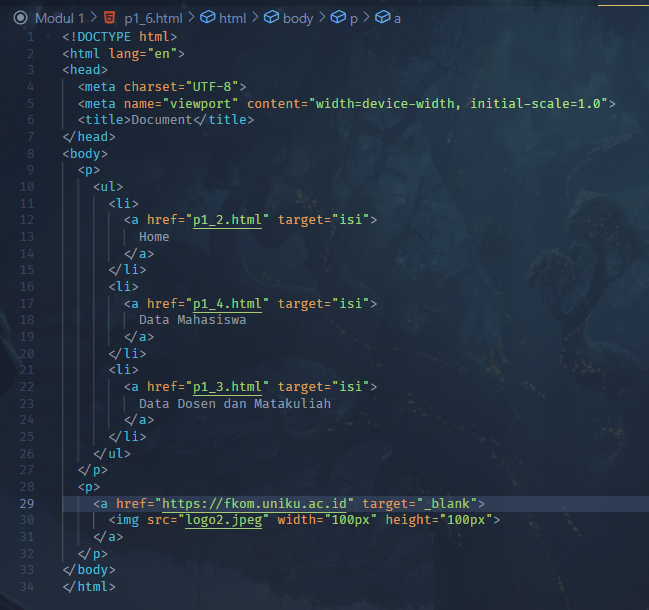 Modul 1 > p1_6.html > html > body > p > a
1 <!DOCTYPE html>
2 <html lang="en">
3 <head>
4 <meta charset="UTF-8">
5 <meta name="viewport" content="width=device-width, initial-scale=1.0">
6 <title>Document</title>
7 </head>
8 <body>
9 <p>
10 <ul>
11 <li>
12 <a href="p1_2.html" target="isi">
13 Home
14 </a>
15 </li>
16 <li>
17 <a href="p1_4.html" target="isi">
18 Data Mahasiswa
19 </a>
20 </li>
21 <li>
22 <a href="p1_3.html" target="isi">
23 Data Dosen dan Matakuliah
24 </a>
25 </li>
26 </ul>
27 </p>
28 <p>
29 <a href="https://fkom.uniku.ac.id" target="_blank">
30 <img src="logo2.jpeg" width="100px" height="100px">
31 </a>
32 </p>
33 </body>
34 </html>